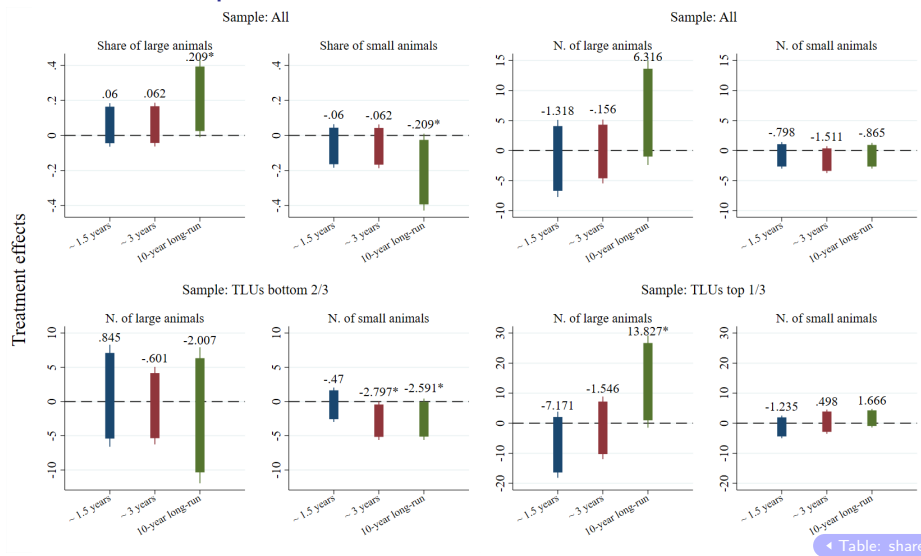 Sample: All
Sample: All
Share of large animals
Share of small animals
N. of large animals
N. of small animals
.4
.2
0
-.2
-.4
.06
.062
.209*
~ 1.5 years
~ 3 years
10-year long-run
.4
.2
0
-.2
-.4
-.06
-.062
-.209*
~ 1.5 years
~ 3 years
10-year long-run
15
10
5
0
-5
-10
-1.318
-.156
6.316
~ 1.5 years
~ 3 years
10-year long-run
15
10
5
0
-5
-10
-.798
-1.511
-.865
~ 1.5 years
~ 3 years
10-year long-run
Treatment effects
Sample: TLUs bottom 2/3
Sample: TLUs top 1/3
N. of large animals
N. of small animals
N. of large animals
N. of small animals
10
5
0
-5
-10
.845
-.601
-2.007
~ 1.5 years
~ 3 years
10-year long-run
10
5
0
-5
-10
-.47
-2.797*
-2.591*
~ 1.5 years
~ 3 years
10-year long-run
30
20
10
0
-10
-20
-7.171
-1.546
13.827*
~ 1.5 years
~ 3 years
10-year long-run
30
20
10
0
-10
-20
-1.235
.498
1.666
~ 1.5 years
~ 3 years
10-year long-run
Table: share